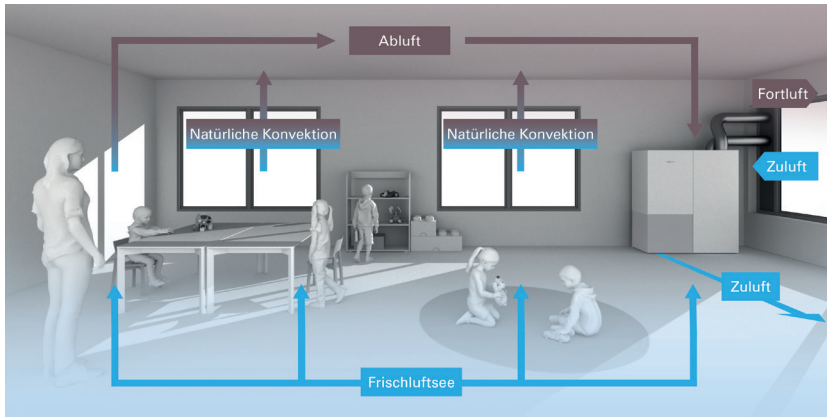 Abluft
Fortluft
Natürliche Konvektion
Natürliche Konvektion
Zuluft
Zuluft
Frischluftsee